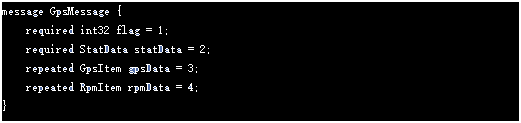 message GpsMessage {
    required int32 flag = 1;
    required StatData statData = 2;
    repeated GpsItem gpsData = 3;
    repeated RpmItem rpmData = 4;
}